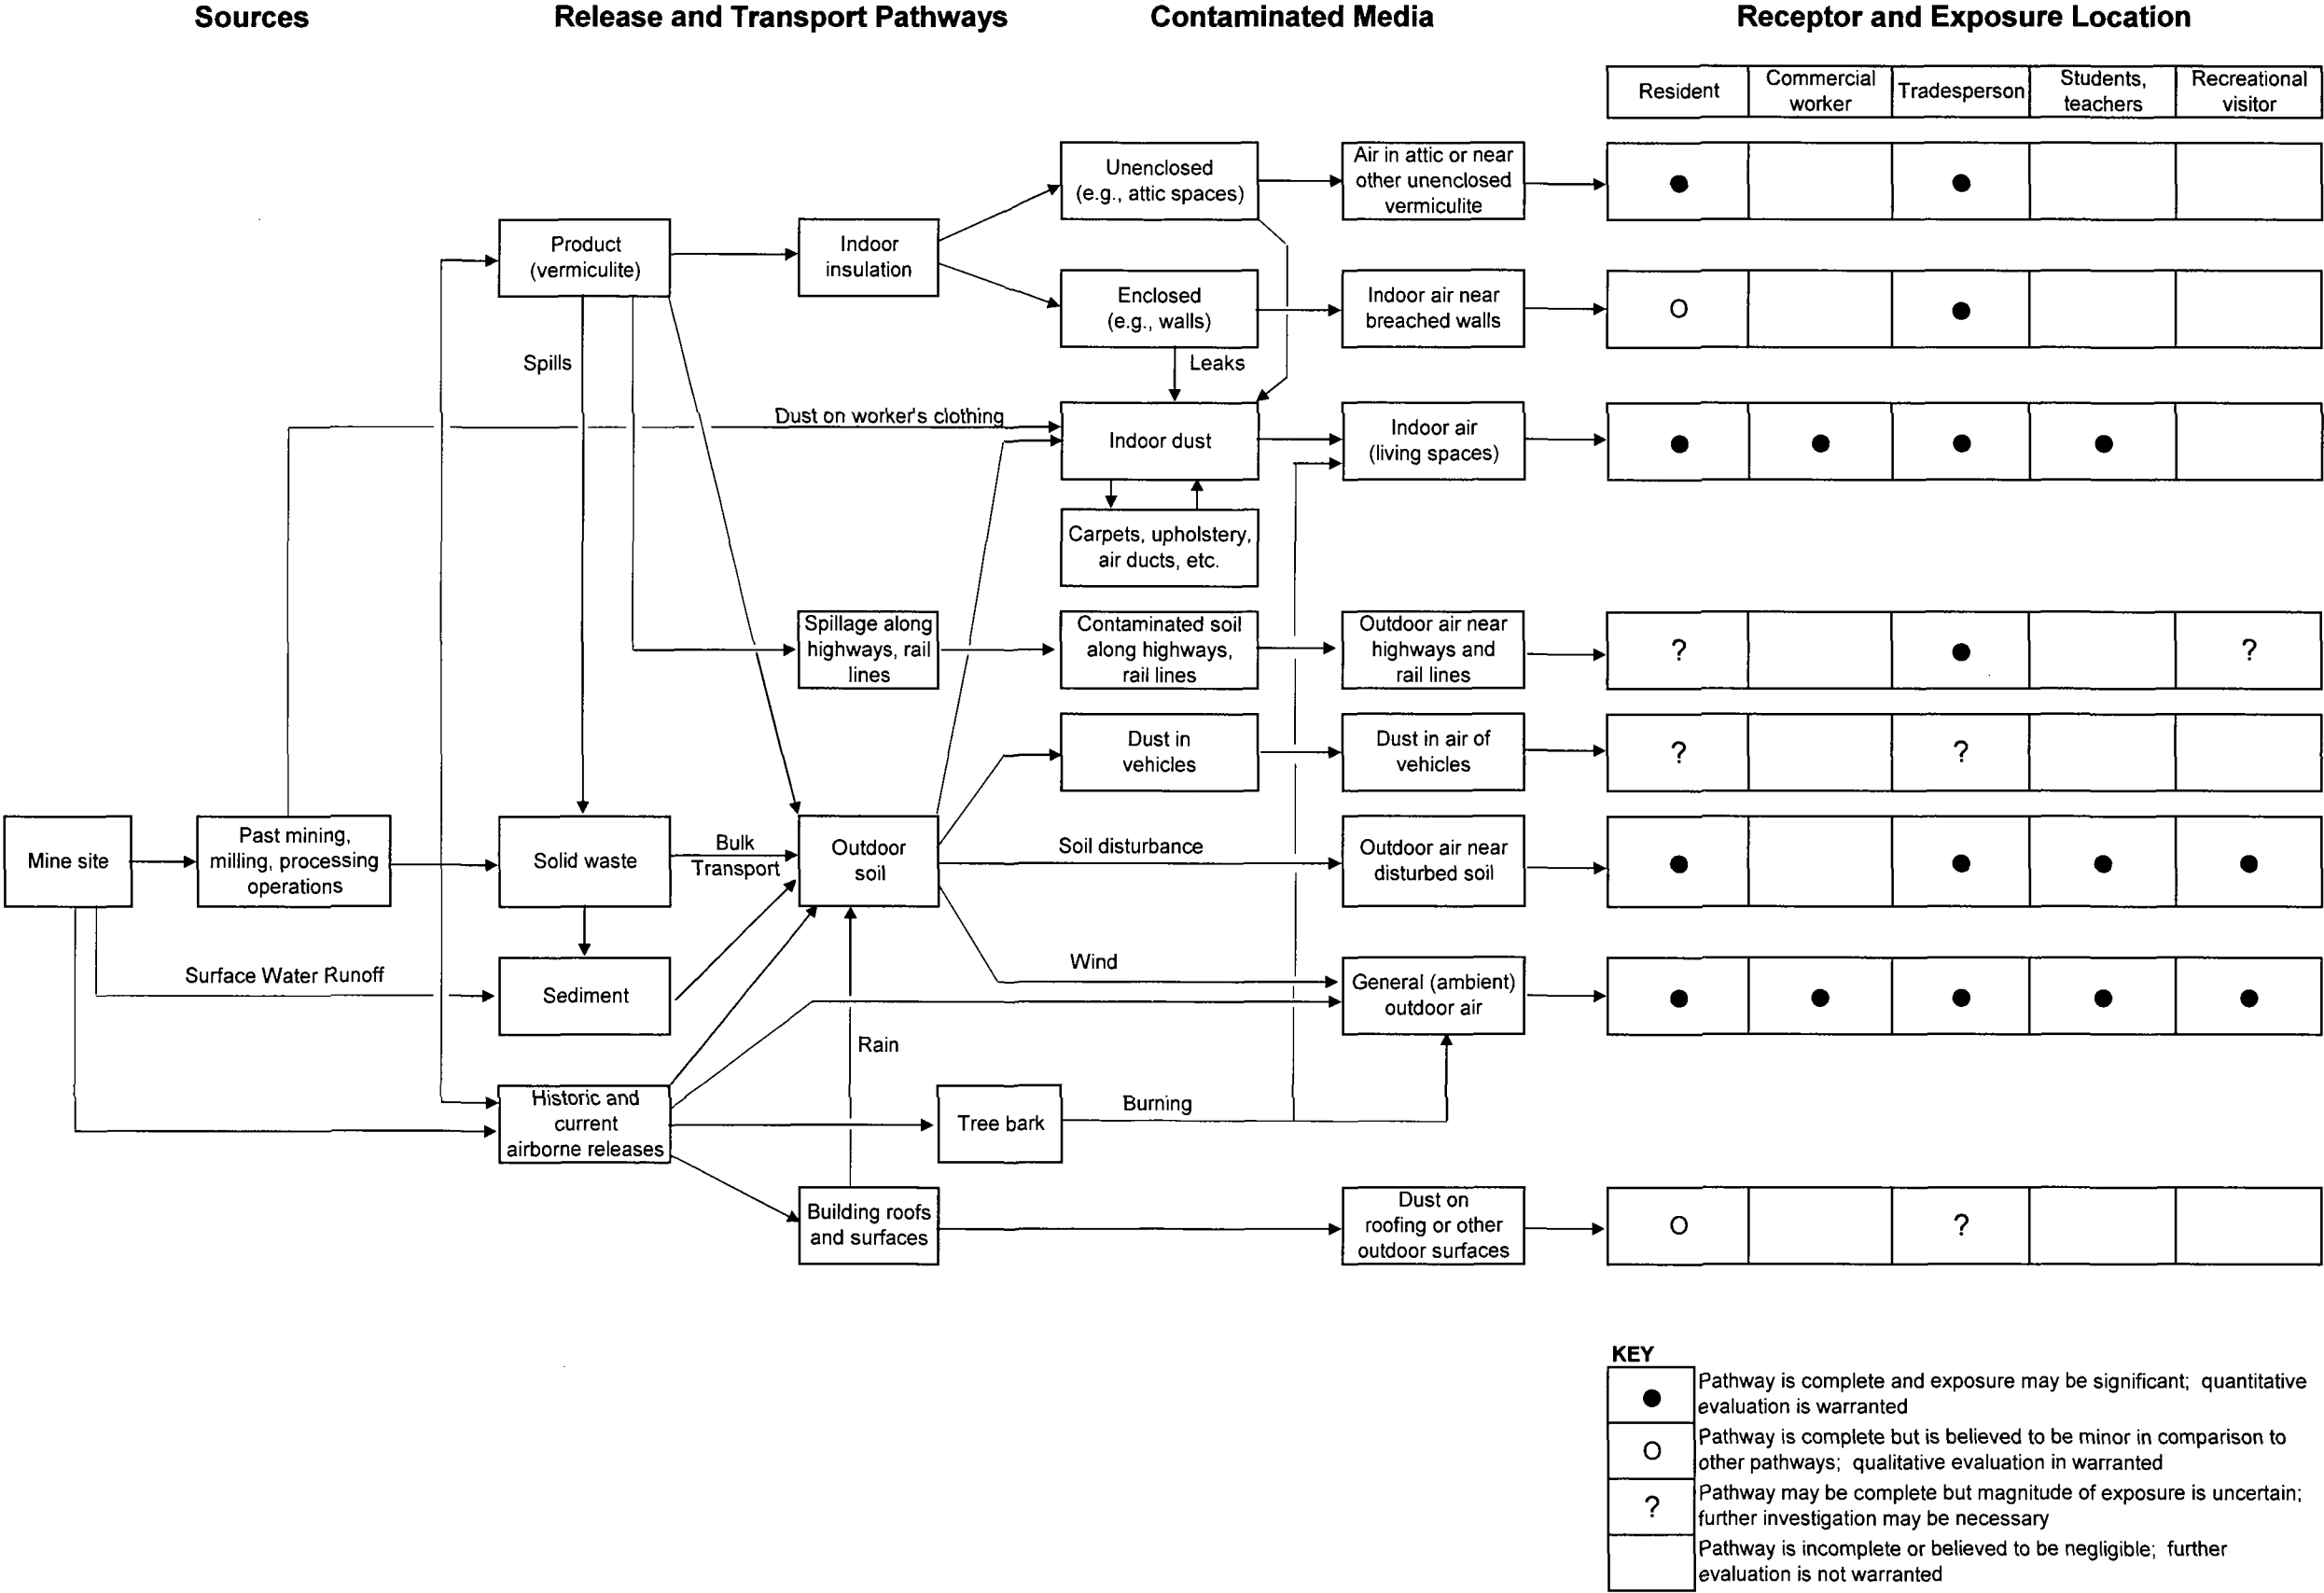 Sources
Release and Transport Pathways
Contaminated Media
Receptor and Exposure Location
Resident
Commercial
worker
Tradesperson
Students,
teachers
Recreational
visitor
Unenclosed
(e.g., attic spaces)
Air in attic or near
other unenclosed
vermiculite
Product
(vermiculite)
Indoor
insulation
Enclosed
(e.g., walls)
Indoor air near
breached walls
O
Spills
Leaks
Dust on worker's clothing
Indoor dust
Indoor air
(living spaces)
Carpets, upholstery,
air ducts, etc.
Spillage along
highways, rail
lines
Contaminated soil
along highways,
rail lines
Outdoor air near
highways and
rail lines
?
?
Dust in
vehicles
Dust in air of
vehicles
?
?
Mine site
Past mining,
milling, processing
operations
Solid waste
Bulk
Transport
Outdoor
soil
Soil disturbance
Outdoor air near
disturbed soil
Surface Water Runoff
Sediment
Wind
General (ambient)
outdoor air
Rain
Historic and
current
airborne releases
Tree bark
Burning
Building roofs
and surfaces
Dust on
roofing or other
outdoor surfaces
O
?
KEY
Pathway is complete and exposure may be significant; quantitative
evaluation is warranted
O
Pathway is complete but is believed to be minor in comparison to
other pathways; qualitative evaluation in warranted
?
Pathway may be complete but magnitude of exposure is uncertain;
further investigation may be necessary
Pathway is incomplete or believed to be negligible; further
evaluation is not warranted